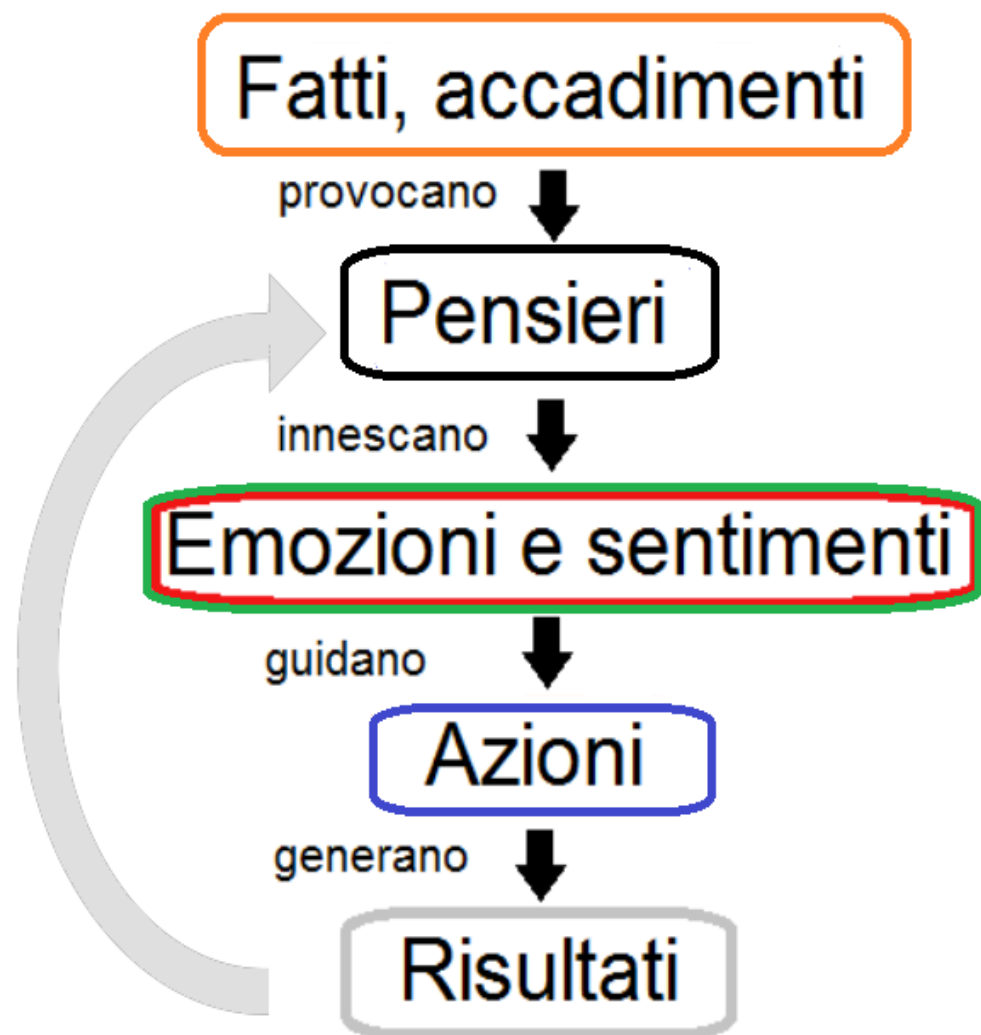 Fatti, accadimenti
provocano
Pensieri
innescano
Emozioni e sentimenti
guidano
Azioni
generano
Risultati